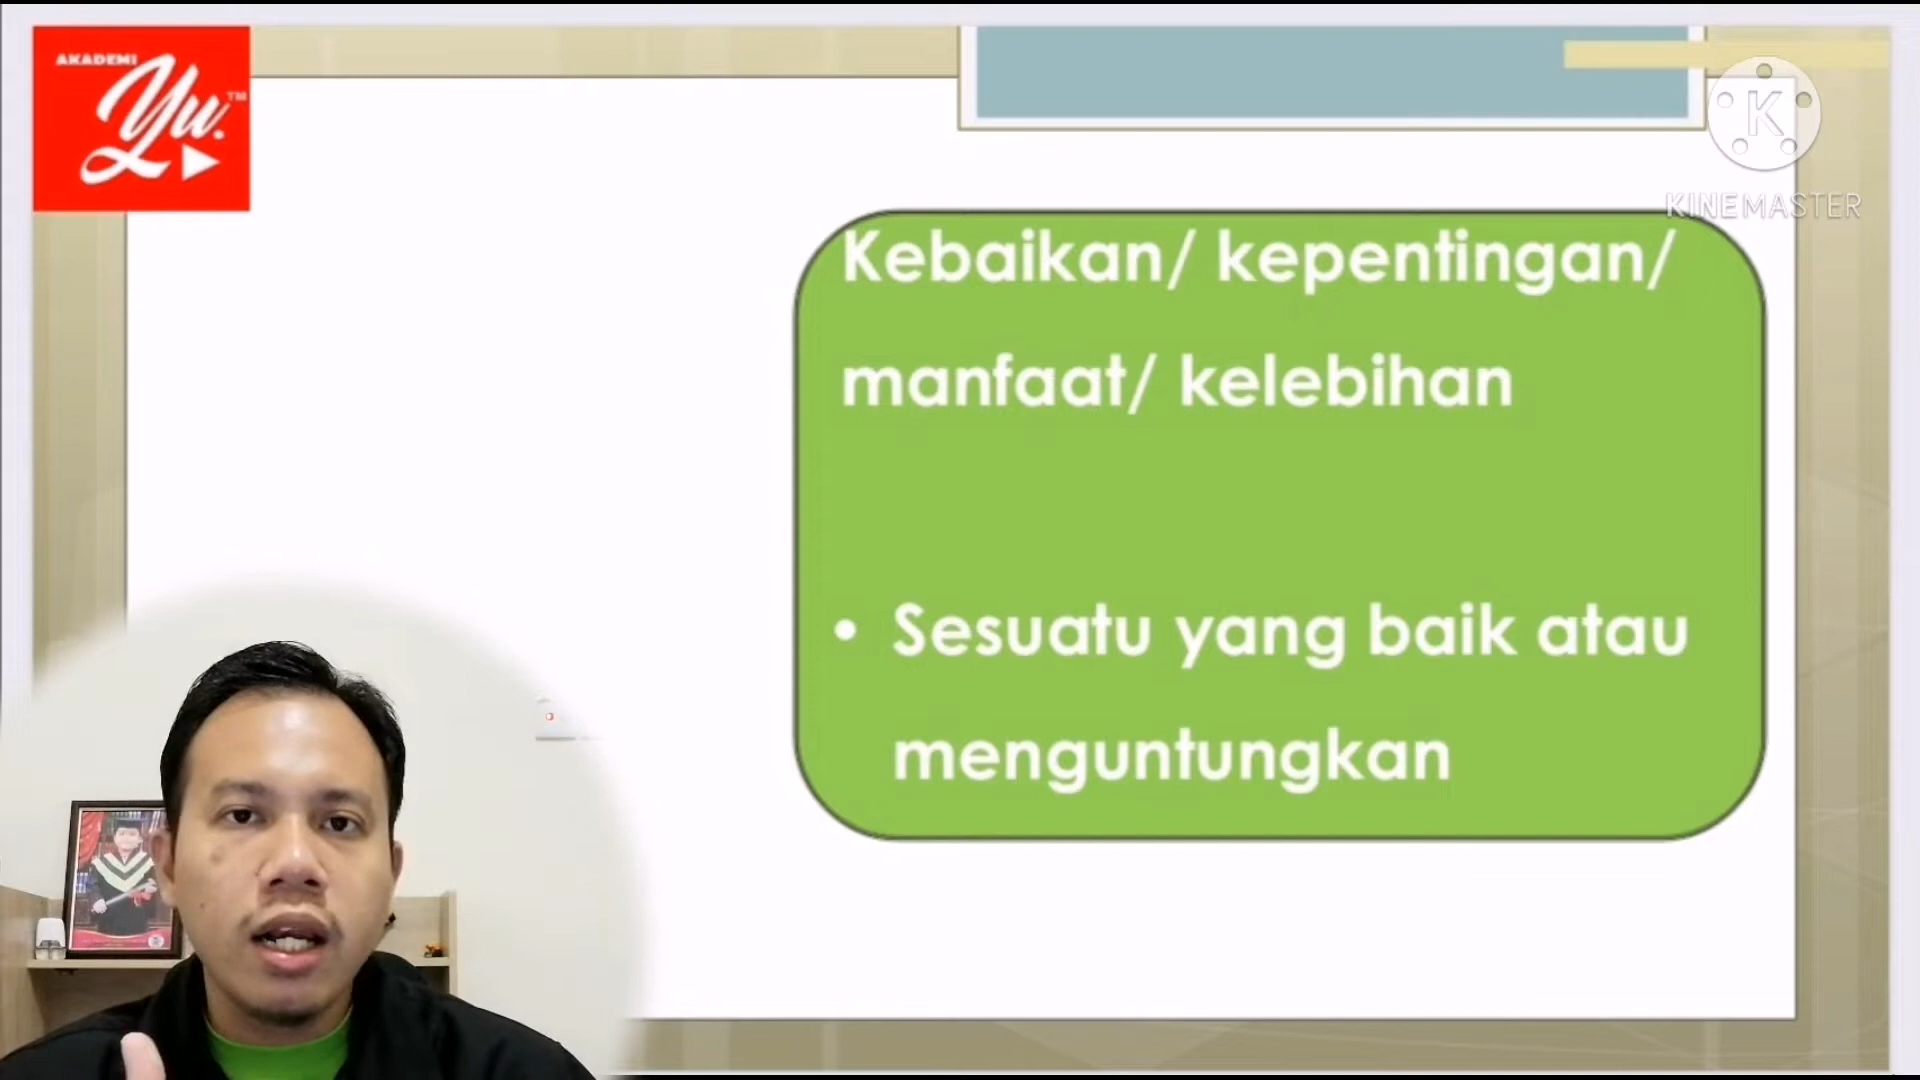 AKADEMI
Yu.
TM
K
KINEMASTER
Kebaikan/ kepentingan/
manfaat/ kelebihan
• Sesuatu yang baik atau
menguntungkan